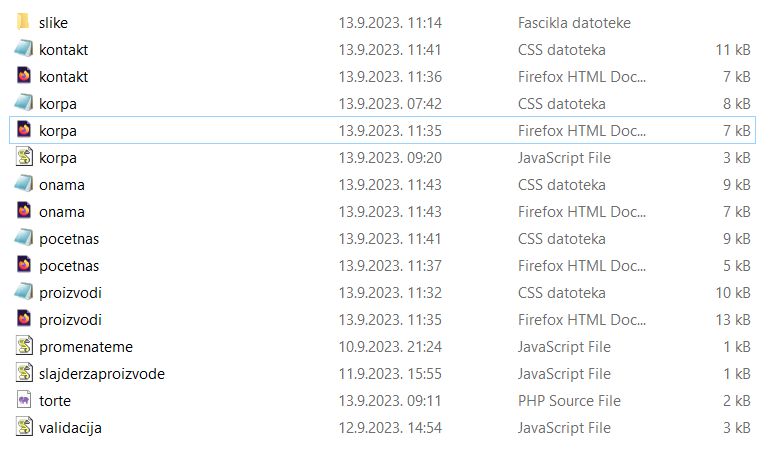 slike 13.9.2023. 11:14 Fascikla datoteke
kontakt 13.9.2023. 11:41 CSS datoteka 11 kB
kontakt 13.9.2023. 11:36 Firefox HTML Doc... 7 kB
korpa 13.9.2023. 07:42 CSS datoteka 8 kB
korpa 13.9.2023. 11:35 Firefox HTML Doc... 7 kB
korpa 13.9.2023. 09:20 JavaScript File 3 kB
onama 13.9.2023. 11:43 CSS datoteka 9 kB
onama 13.9.2023. 11:43 Firefox HTML Doc... 7 kB
pocetnas 13.9.2023. 11:41 CSS datoteka 9 kB
pocetnas 13.9.2023. 11:37 Firefox HTML Doc... 5 kB
proizvodi 13.9.2023. 11:32 CSS datoteka 10 kB
proizvodi 13.9.2023. 11:35 Firefox HTML Doc... 13 kB
promenateme 10.9.2023. 21:24 JavaScript File 1 kB
slajderzaproizvode 11.9.2023. 15:55 JavaScript File 1 kB
torte 13.9.2023. 09:11 PHP Source File 2 kB
validacija 12.9.2023. 14:54 JavaScript File 3 kB